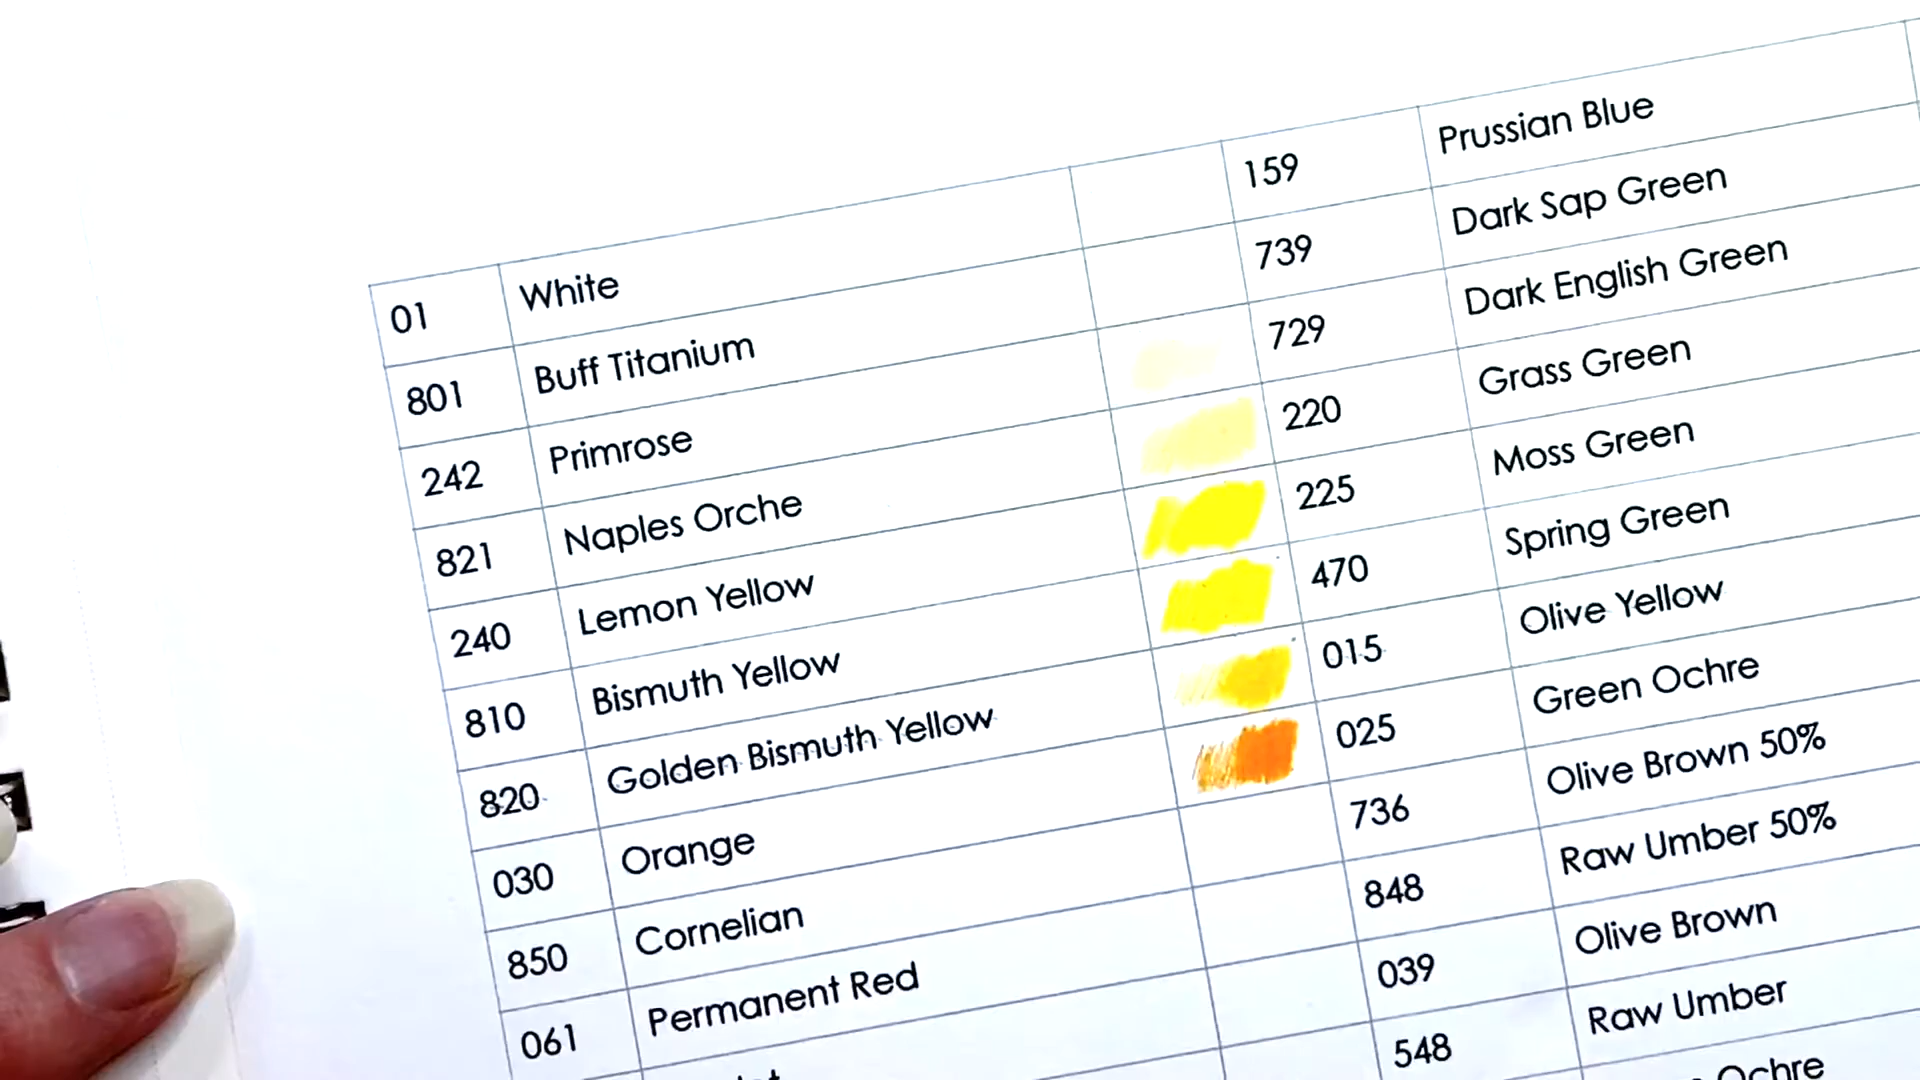 01 White 159 Prussian Blue
801 Buff Titanium 739 Dark Sap Green
242 Primrose 729 Dark English Green
821 Naples Orche 220 Grass Green
240 Lemon Yellow 225 Moss Green
810 Bismuth Yellow 470 Spring Green
820 Golden Bismuth Yellow 015 Olive Yellow
030 Orange 025 Green Ochre
850 Cornelian 736 Olive Brown 50%
061 Permanent Red 848 Raw Umber 50%
039 Olive Brown
548 Raw Umber
Ochre